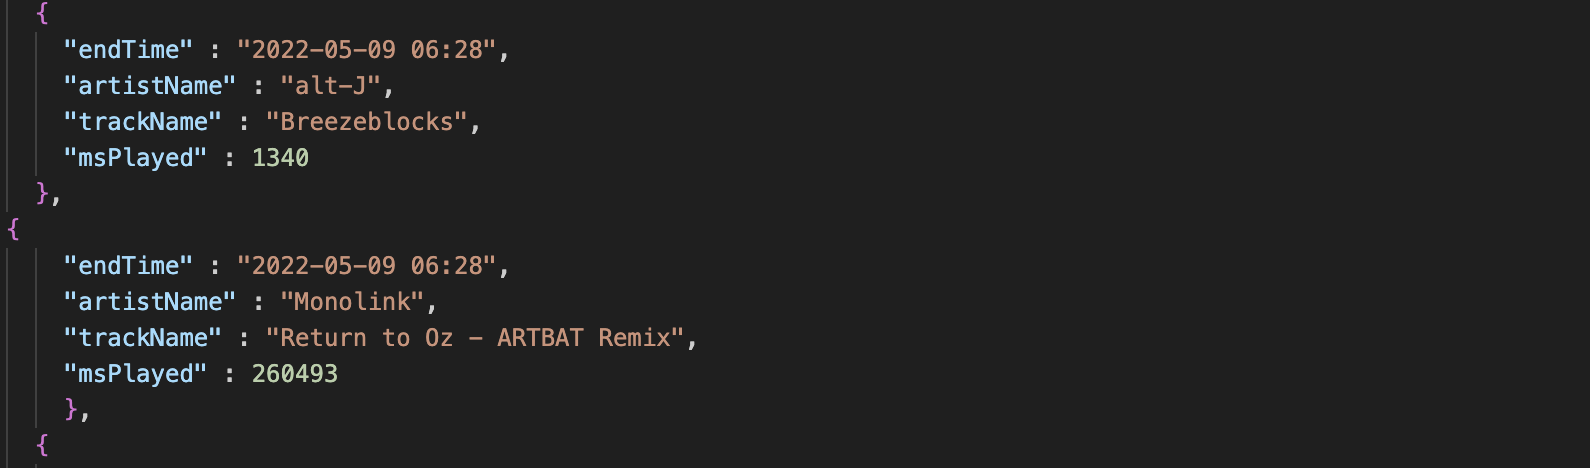 {
"endTime" : "2022-05-09 06:28",
"artistName" : "alt-J",
"trackName" : "Breezeblocks",
"msPlayed" : 1340
},
{
"endTime" : "2022-05-09 06:28",
"artistName" : "Monolink",
"trackName" : "Return to Oz - ARTBAT Remix",
"msPlayed" : 260493
},
{